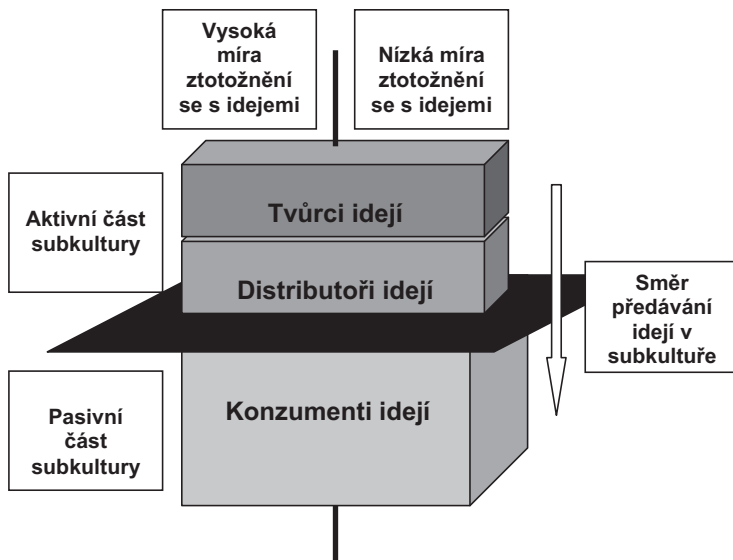 Vysoká
míra
ztotožnění
se s idejemi
Nízká míra
ztotožnění
se s idejemi
Aktivní část
subkultury
Tvůrci idejí
Distributoři idejí
Směr
předávání
idejí v
subkultuře
Pasivní
část
subkultury
Konzumenti idejí